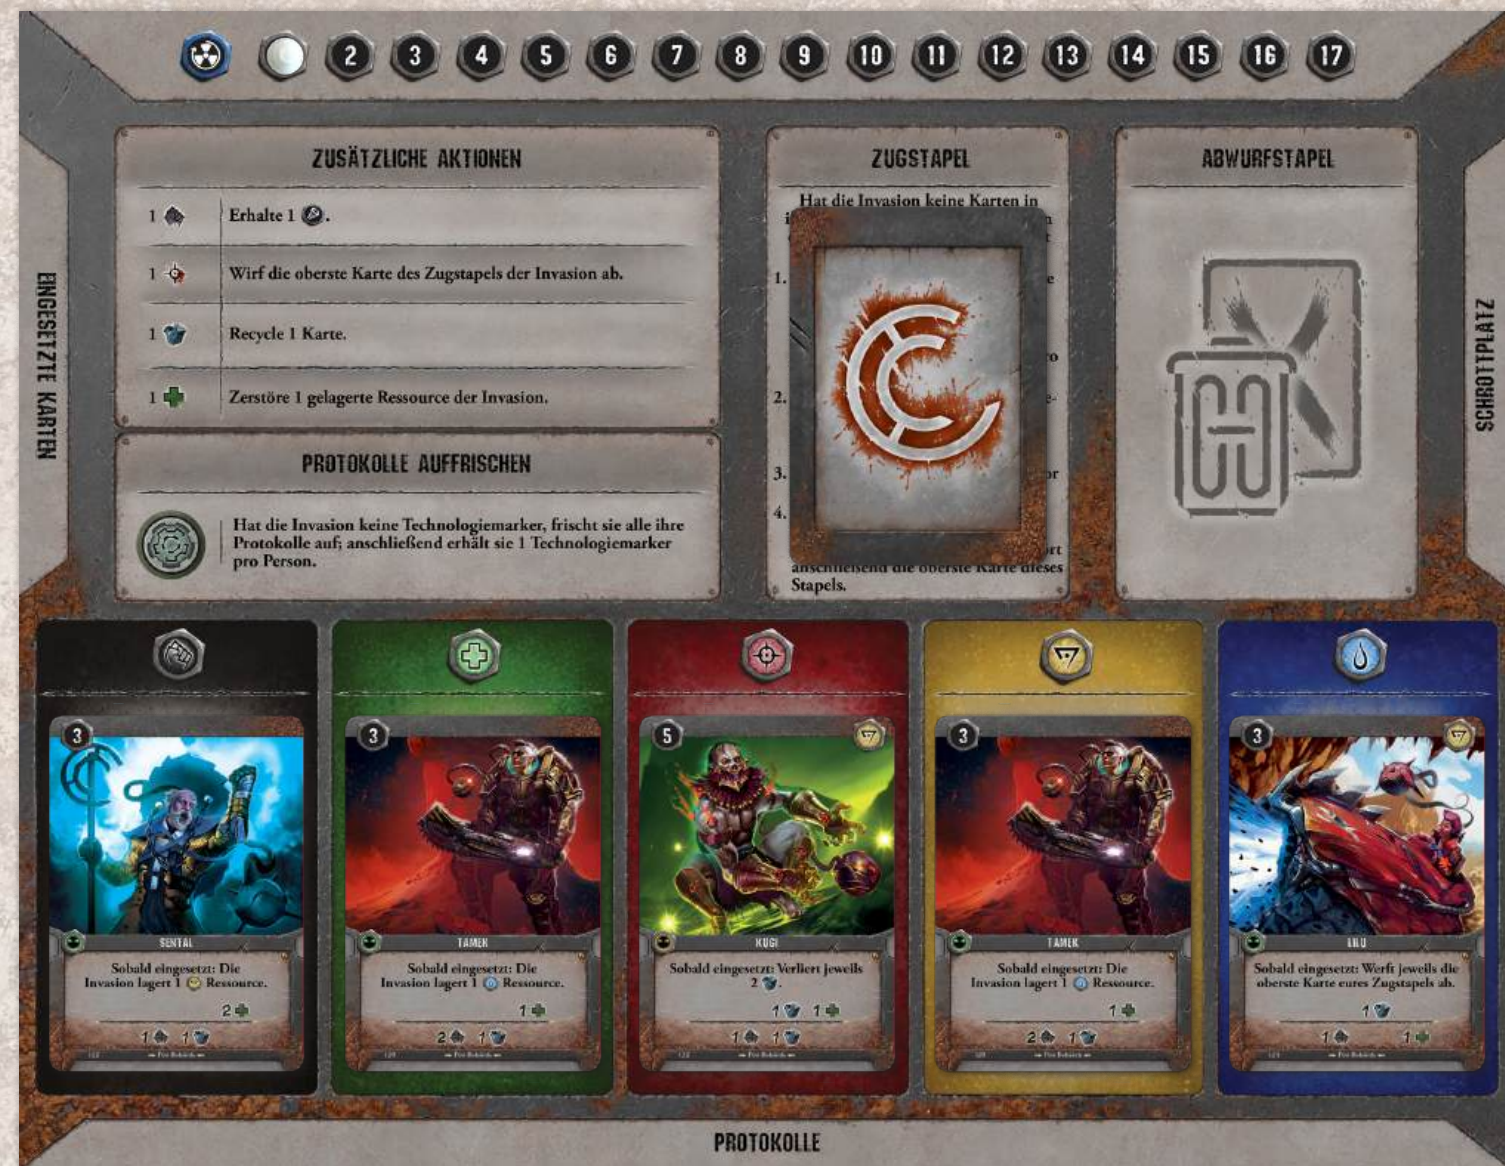 2 3 4 5 6 7 8 9 10 11 12 13 14 15 16 17
ZUSÄTZLICHE AKTIONEN
1
Erhalte 1 .
1
Wirf die oberste Karte des Zugstapels der Invasion ab.
1
Recycle 1 Karte.
1
Zerstöre 1 gelagerte Ressource der Invasion.
PROTOKOLLE AUFFRISCHEN
Hat die Invasion keine Technologiemarker, frischt sie alle ihre
Protokolle auf; anschließend erhält sie 1 Technologiemarker
pro Person.
ZUGSTAPEL
Hat die Invasion keine Karten in
1.
2.
3.
4.
anschließend die oberste Karte dieses
Stapels.
ABWURFSTAPEL
EINGESETZTE KARTEN
SCHROTTPLATZ
3
SENTAL
Sobald eingesetzt: Die
Invasion lagert 1 Ressource.
2
1 1
3
TAMER
Sobald eingesetzt: Die
Invasion lagert 1 Ressource.
1
2 1
5
KUGI
Sobald eingesetzt: Verliert jeweils
2 .
1 1
1 1
3
TAMER
Sobald eingesetzt: Die
Invasion lagert 1 Ressource.
1
2 1
3
Sobald eingesetzt: Werft jeweils die
oberste Karte eures Zugstapels ab.
1
1 1
PROTOKOLLE